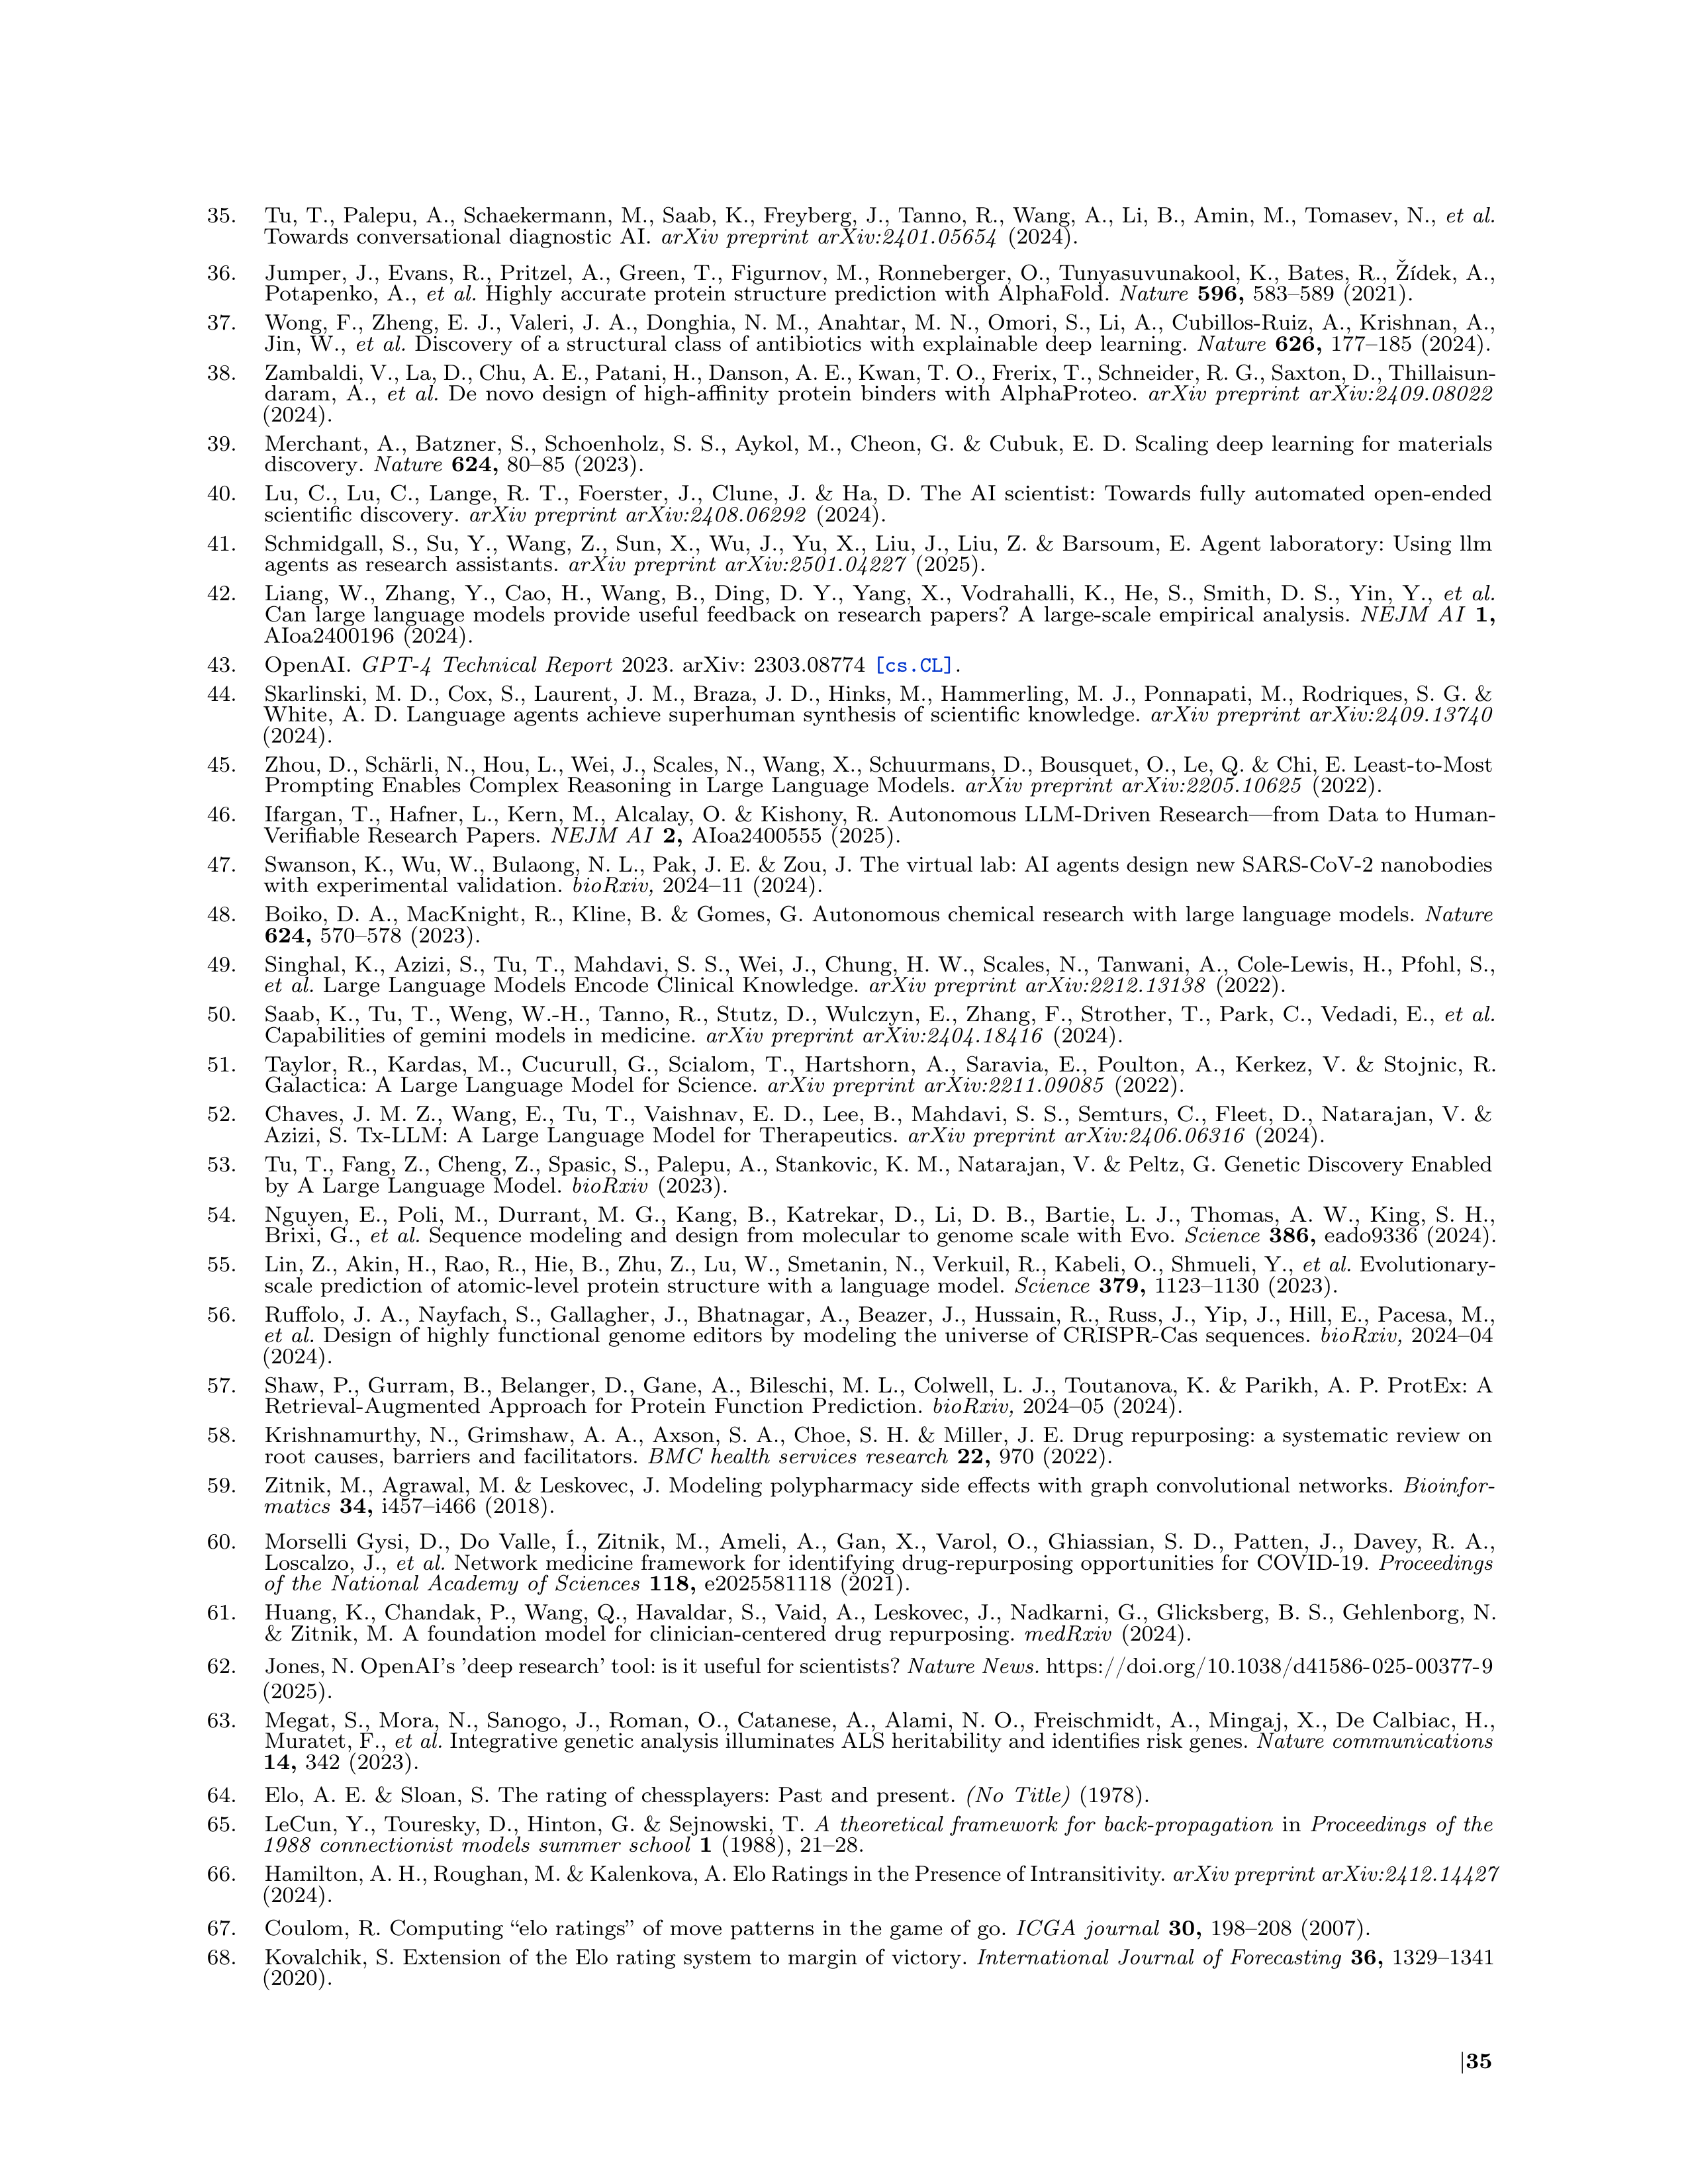 35. Tu, T., Palepu, A., Schaekermann, M., Saab, K., Freyberg, J., Tanno, R., Wang, A., Li, B., Amin, M., Tomasev, N., et al.
Towards conversational diagnostic AI. arXiv preprint arXiv:2401.05654 (2024).
36. Jumper, J., Evans, R., Pritzel, A., Green, T., Figurnov, M., Ronneberger, O., Tunyasuvunakool, K., Bates, R., Žídek, A.,
Potapenko, A., et al. Highly accurate protein structure prediction with AlphaFold. Nature 596, 583–589 (2021).
37. Wong, F., Zheng, E. J., Valeri, J. A., Donghia, N. M., Anahtar, M. N., Omori, S., Li, A., Cubillos-Ruiz, A., Krishnan, A.,
Jin, W., et al. Discovery of a structural class of antibiotics with explainable deep learning. Nature 626, 177–185 (2024).
38. Zambaldi, V., La, D., Chu, A. E., Patani, H., Danson, A. E., Kwan, T. O., Frerix, T., Schneider, R. G., Saxton, D., Thillaisun-
daram, A., et al. De novo design of high-affinity protein binders with AlphaProteo. arXiv preprint arXiv:2409.08022
(2024).
39. Merchant, A., Batzner, S., Schoenholz, S. S., Aykol, M., Cheon, G. & Cubuk, E. D. Scaling deep learning for materials
discovery. Nature 624, 80–85 (2023).
40. Lu, C., Lu, C., Lange, R. T., Foerster, J., Clune, J. & Ha, D. The AI scientist: Towards fully automated open-ended
scientific discovery. arXiv preprint arXiv:2408.06292 (2024).
41. Schmidgall, S., Su, Y., Wang, Z., Sun, X., Wu, J., Yu, X., Liu, J., Liu, Z. & Barsoum, E. Agent laboratory: Using llm
agents as research assistants. arXiv preprint arXiv:2501.04227 (2025).
42. Liang, W., Zhang, Y., Cao, H., Wang, B., Ding, D. Y., Yang, X., Vodrahalli, K., He, S., Smith, D. S., Yin, Y., et al.
Can large language models provide useful feedback on research papers? A large-scale empirical analysis. NEJM AI 1,
AIoa2400196 (2024).
43. OpenAI. GPT-4 Technical Report 2023. arXiv: 2303.08774 [cs.CL].
44. Skarlinski, M. D., Cox, S., Laurent, J. M., Braza, J. D., Hinks, M., Hammerling, M. J., Ponnapati, M., Rodriques, S. G. &
White, A. D. Language agents achieve superhuman synthesis of scientific knowledge. arXiv preprint arXiv:2409.13740
(2024).
45. Zhou, D., Schärli, N., Hou, L., Wei, J., Scales, N., Wang, X., Schuurmans, D., Bousquet, O., Le, Q. & Chi, E. Least-to-Most
Prompting Enables Complex Reasoning in Large Language Models. arXiv preprint arXiv:2205.10625 (2022).
46. Ifargan, T., Hafner, L., Kern, M., Alcalay, O. & Kishony, R. Autonomous LLM-Driven Research—from Data to Human-
Verifiable Research Papers. NEJM AI 2, AIoa2400555 (2025).
47. Swanson, K., Wu, W., Bulaong, N. L., Pak, J. E. & Zou, J. The virtual lab: AI agents design new SARS-CoV-2 nanobodies
with experimental validation. bioRxiv, 2024–11 (2024).
48. Boiko, D. A., MacKnight, R., Kline, B. & Gomes, G. Autonomous chemical research with large language models. Nature
624, 570–578 (2023).
49. Singhal, K., Azizi, S., Tu, T., Mahdavi, S. S., Wei, J., Chung, H. W., Scales, N., Tanwani, A., Cole-Lewis, H., Pfohl, S.,
et al. Large Language Models Encode Clinical Knowledge. arXiv preprint arXiv:2212.13138 (2022).
50. Saab, K., Tu, T., Weng, W.-H., Tanno, R., Stutz, D., Wulczyn, E., Zhang, F., Strother, T., Park, C., Vedadi, E., et al.
Capabilities of gemini models in medicine. arXiv preprint arXiv:2404.18416 (2024).
51. Taylor, R., Kardas, M., Cucurull, G., Scialom, T., Hartshorn, A., Saravia, E., Poulton, A., Kerkez, V. & Stojnic, R.
Galactica: A Large Language Model for Science. arXiv preprint arXiv:2211.09085 (2022).
52. Chaves, J. M. Z., Wang, E., Tu, T., Vaishnav, E. D., Lee, B., Mahdavi, S. S., Semturs, C., Fleet, D., Natarajan, V. &
Azizi, S. Tx-LLM: A Large Language Model for Therapeutics. arXiv preprint arXiv:2406.06316 (2024).
53. Tu, T., Fang, Z., Cheng, Z., Spasic, S., Palepu, A., Stankovic, K. M., Natarajan, V. & Peltz, G. Genetic Discovery Enabled
by A Large Language Model. bioRxiv (2023).
54. Nguyen, E., Poli, M., Durrant, M. G., Kang, B., Katrekar, D., Li, D. B., Bartie, L. J., Thomas, A. W., King, S. H.,
Brixi, G., et al. Sequence modeling and design from molecular to genome scale with Evo. Science 386, eado9336 (2024).
55. Lin, Z., Akin, H., Rao, R., Hie, B., Zhu, Z., Lu, W., Smetanin, N., Verkuil, R., Kabeli, O., Shmueli, Y., et al. Evolutionary-
scale prediction of atomic-level protein structure with a language model. Science 379, 1123–1130 (2023).
56. Ruffolo, J. A., Nayfach, S., Gallagher, J., Bhatnagar, A., Beazer, J., Hussain, R., Russ, J., Yip, J., Hill, E., Pacesa, M.,
et al. Design of highly functional genome editors by modeling the universe of CRISPR-Cas sequences. bioRxiv, 2024–04
(2024).
57. Shaw, P., Gurram, B., Belanger, D., Gane, A., Bileschi, M. L., Colwell, L. J., Toutanova, K. & Parikh, A. P. ProtEx: A
Retrieval-Augmented Approach for Protein Function Prediction. bioRxiv, 2024–05 (2024).
58. Krishnamurthy, N., Grimshaw, A. A., Axson, S. A., Choe, S. H. & Miller, J. E. Drug repurposing: a systematic review on
root causes, barriers and facilitators. BMC health services research 22, 970 (2022).
59. Zitnik, M., Agrawal, M. & Leskovec, J. Modeling polypharmacy side effects with graph convolutional networks. Bioinfor-
matics 34, i457–i466 (2018).
60. Morselli Gysi, D., Do Valle, Í., Zitnik, M., Ameli, A., Gan, X., Varol, O., Ghiassian, S. D., Patten, J., Davey, R. A.,
Loscalzo, J., et al. Network medicine framework for identifying drug-repurposing opportunities for COVID-19. Proceedings
of the National Academy of Sciences 118, e2025581118 (2021).
61. Huang, K., Chandak, P., Wang, Q., Havaldar, S., Vaid, A., Leskovec, J., Nadkarni, G., Glicksberg, B. S., Gehlenborg, N.
& Zitnik, M. A foundation model for clinician-centered drug repurposing. medRxiv (2024).
62. Jones, N. OpenAI's 'deep research' tool: is it useful for scientists? Nature News. https://doi.org/10.1038/d41586-025-00377-9
(2025).
63. Megat, S., Mora, N., Sanogo, J., Roman, O., Catanese, A., Alami, N. O., Freischmidt, A., Mingaj, X., De Calbiac, H.,
Muratet, F., et al. Integrative genetic analysis illuminates ALS heritability and identifies risk genes. Nature communications
14, 342 (2023).
64. Elo, A. E. & Sloan, S. The rating of chessplayers: Past and present. (No Title) (1978).
65. LeCun, Y., Touresky, D., Hinton, G. & Sejnowski, T. A theoretical framework for back-propagation in Proceedings of the
1988 connectionist models summer school 1 (1988), 21–28.
66. Hamilton, A. H., Roughan, M. & Kalenkova, A. Elo Ratings in the Presence of Intransitivity. arXiv preprint arXiv:2412.14427
(2024).
67. Coulom, R. Computing “elo ratings” of move patterns in the game of go. ICGA journal 30, 198–208 (2007).
68. Kovalchik, S. Extension of the Elo rating system to margin of victory. International Journal of Forecasting 36, 1329–1341
(2020).
|35